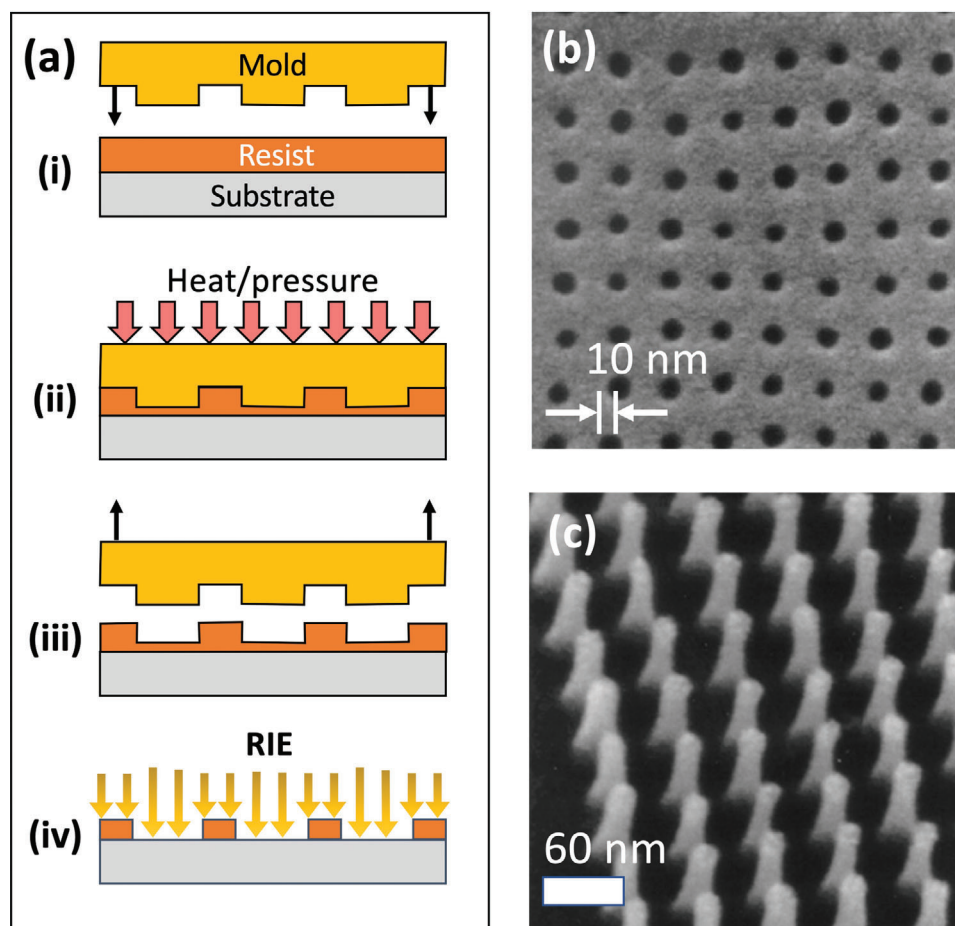 (a)
Mold
(i)
Resist
Substrate
Heat/pressure
(ii)
(iii)
RIE
(iv)
(b)
10 nm
(c)
60 nm